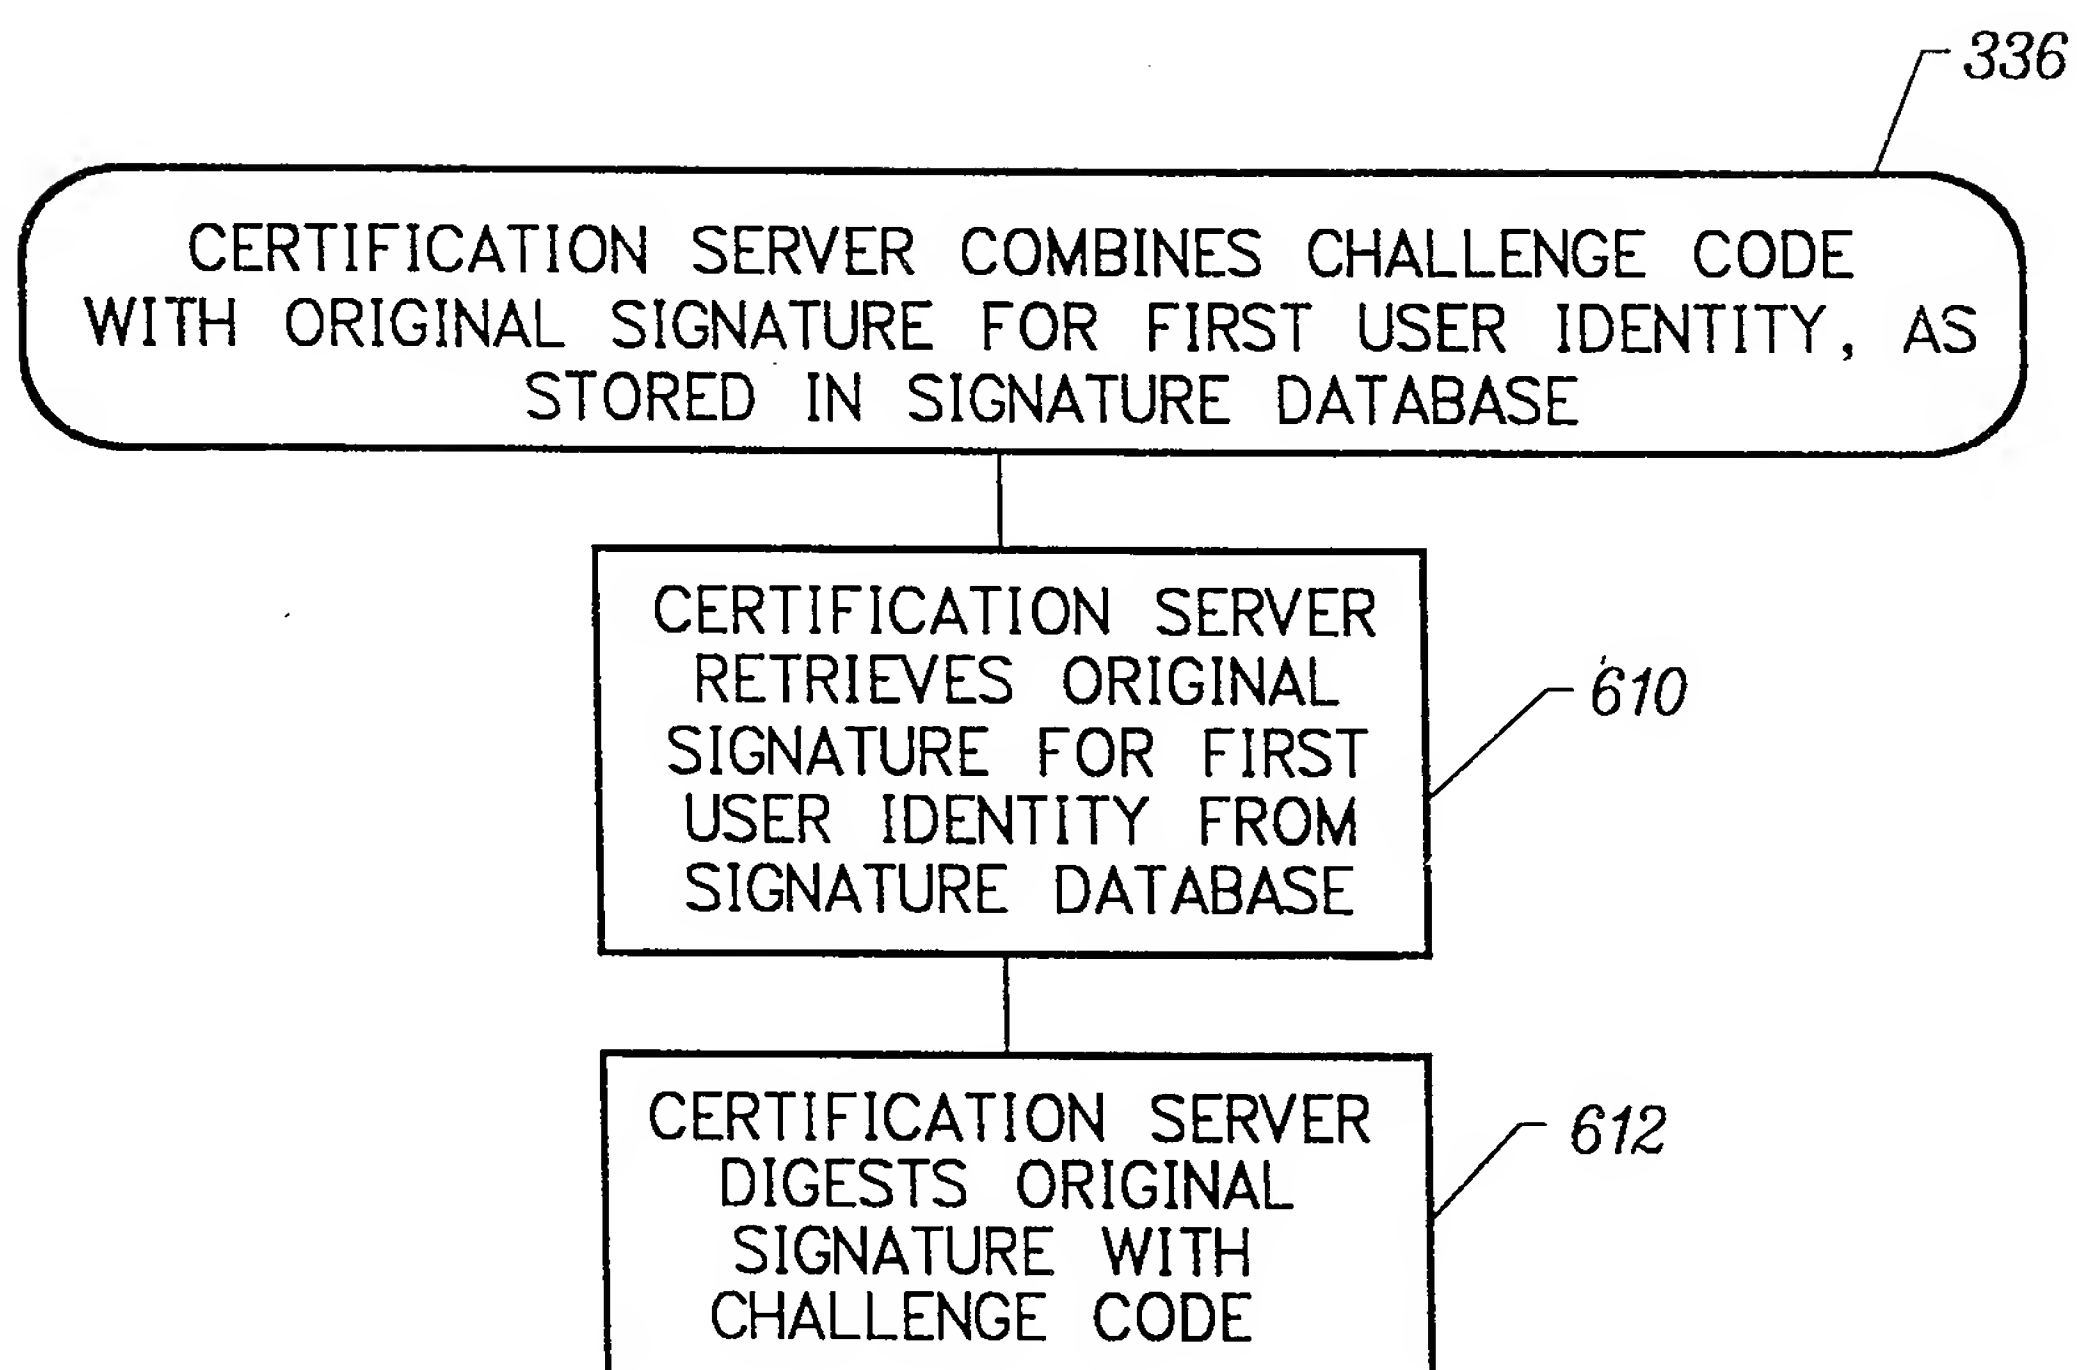 336
CERTIFICATION SERVER COMBINES CHALLENGE CODE
WITH ORIGINAL SIGNATURE FOR FIRST USER IDENTITY, AS
STORED IN SIGNATURE DATABASE
CERTIFICATION SERVER
RETRIEVES ORIGINAL
SIGNATURE FOR FIRST
USER IDENTITY FROM
SIGNATURE DATABASE
610
CERTIFICATION SERVER
DIGESTS ORIGINAL
SIGNATURE WITH
CHALLENGE CODE
612